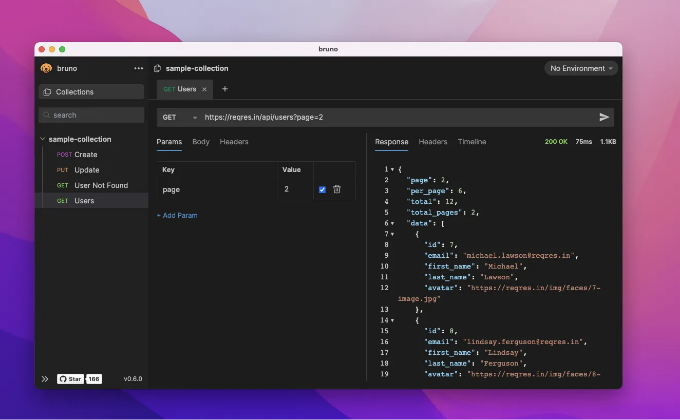 bruno
bruno
•••
sample-collection
No Environment
Collections
GET Users ×
+
search
GET
https://reqres.in/api/users?page=2
sample-collection
POST Create
PUT Update
GET User Not Found
GET Users
Params Body Headers
Key Value
page 2
+ Add Param
Response Headers Timeline 200 OK 75ms 1.1KB
1 {
2 "page": 2,
3 "per_page": 6,
4 "total": 12,
5 "total_pages": 2,
6 "data": [
7 {
8 "id": 7,
9 "email": "michael.lawson@reqres.in",
10 "first_name": "Michael",
11 "last_name": "Lawson",
12 "avatar": "https://reqres.in/img/faces/7-
image.jpg"
13 },
14 {
15 "id": 8,
16 "email": "lindsay.ferguson@reqres.in",
17 "first_name": "Lindsay",
18 "last_name": "Ferguson",
19 "avatar": "https://reqres.in/img/faces/8-
Star 166
v0.6.0